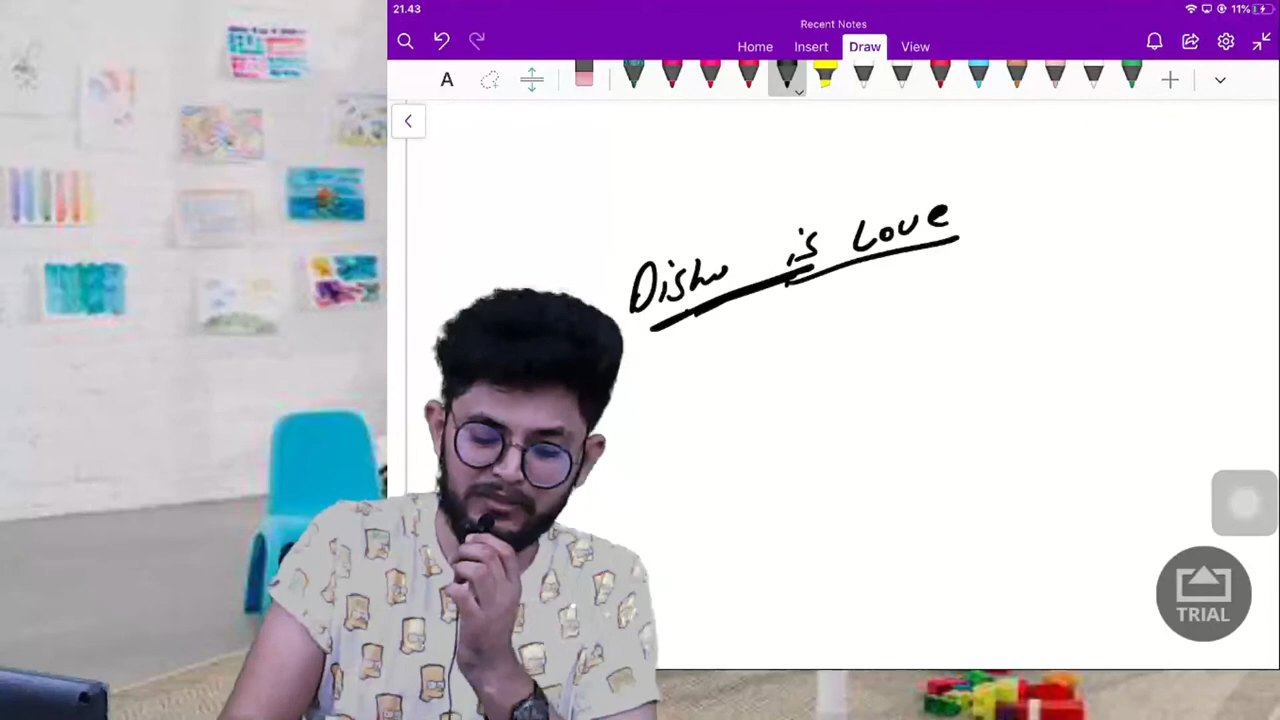 21.43
11%
Recent Notes
Home Insert Draw View
A
Disha is Love
TRIAL